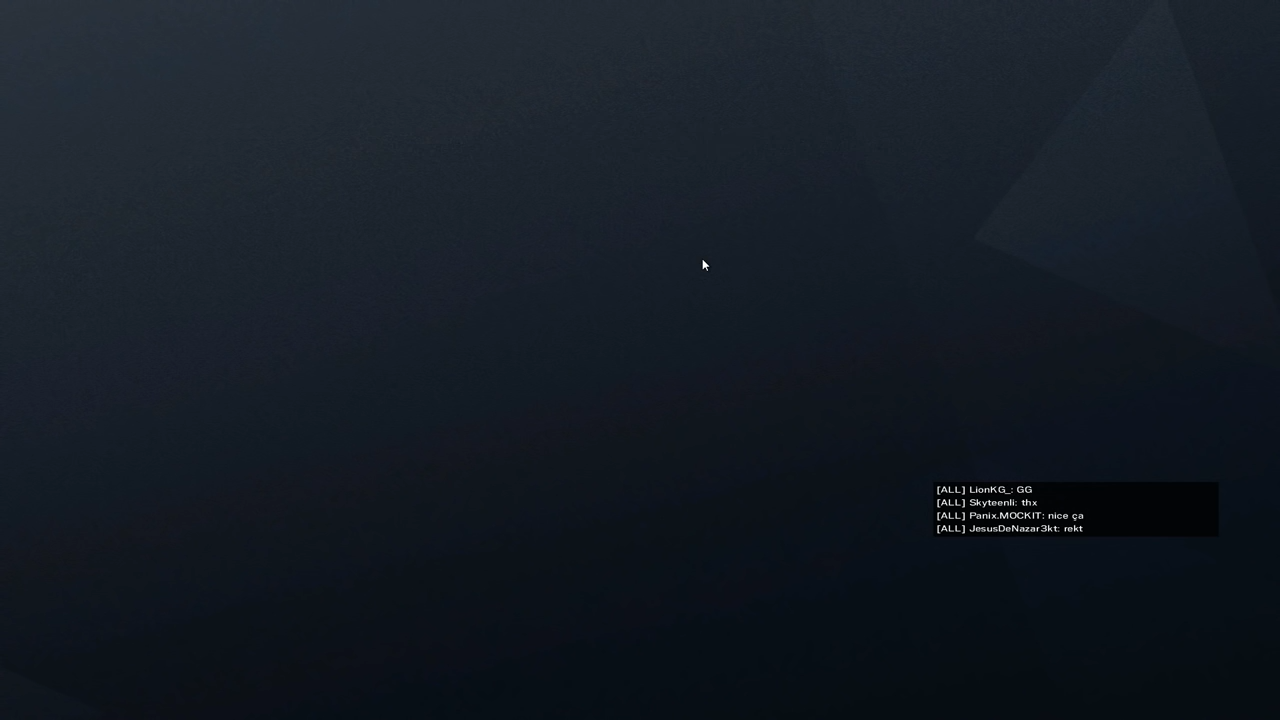 [ALL] LionKG_: GG
[ALL] Skyteenli: thx
[ALL] Panix.MOCKIT: nice ça
[ALL] JesusDeNazar3kt: rekt